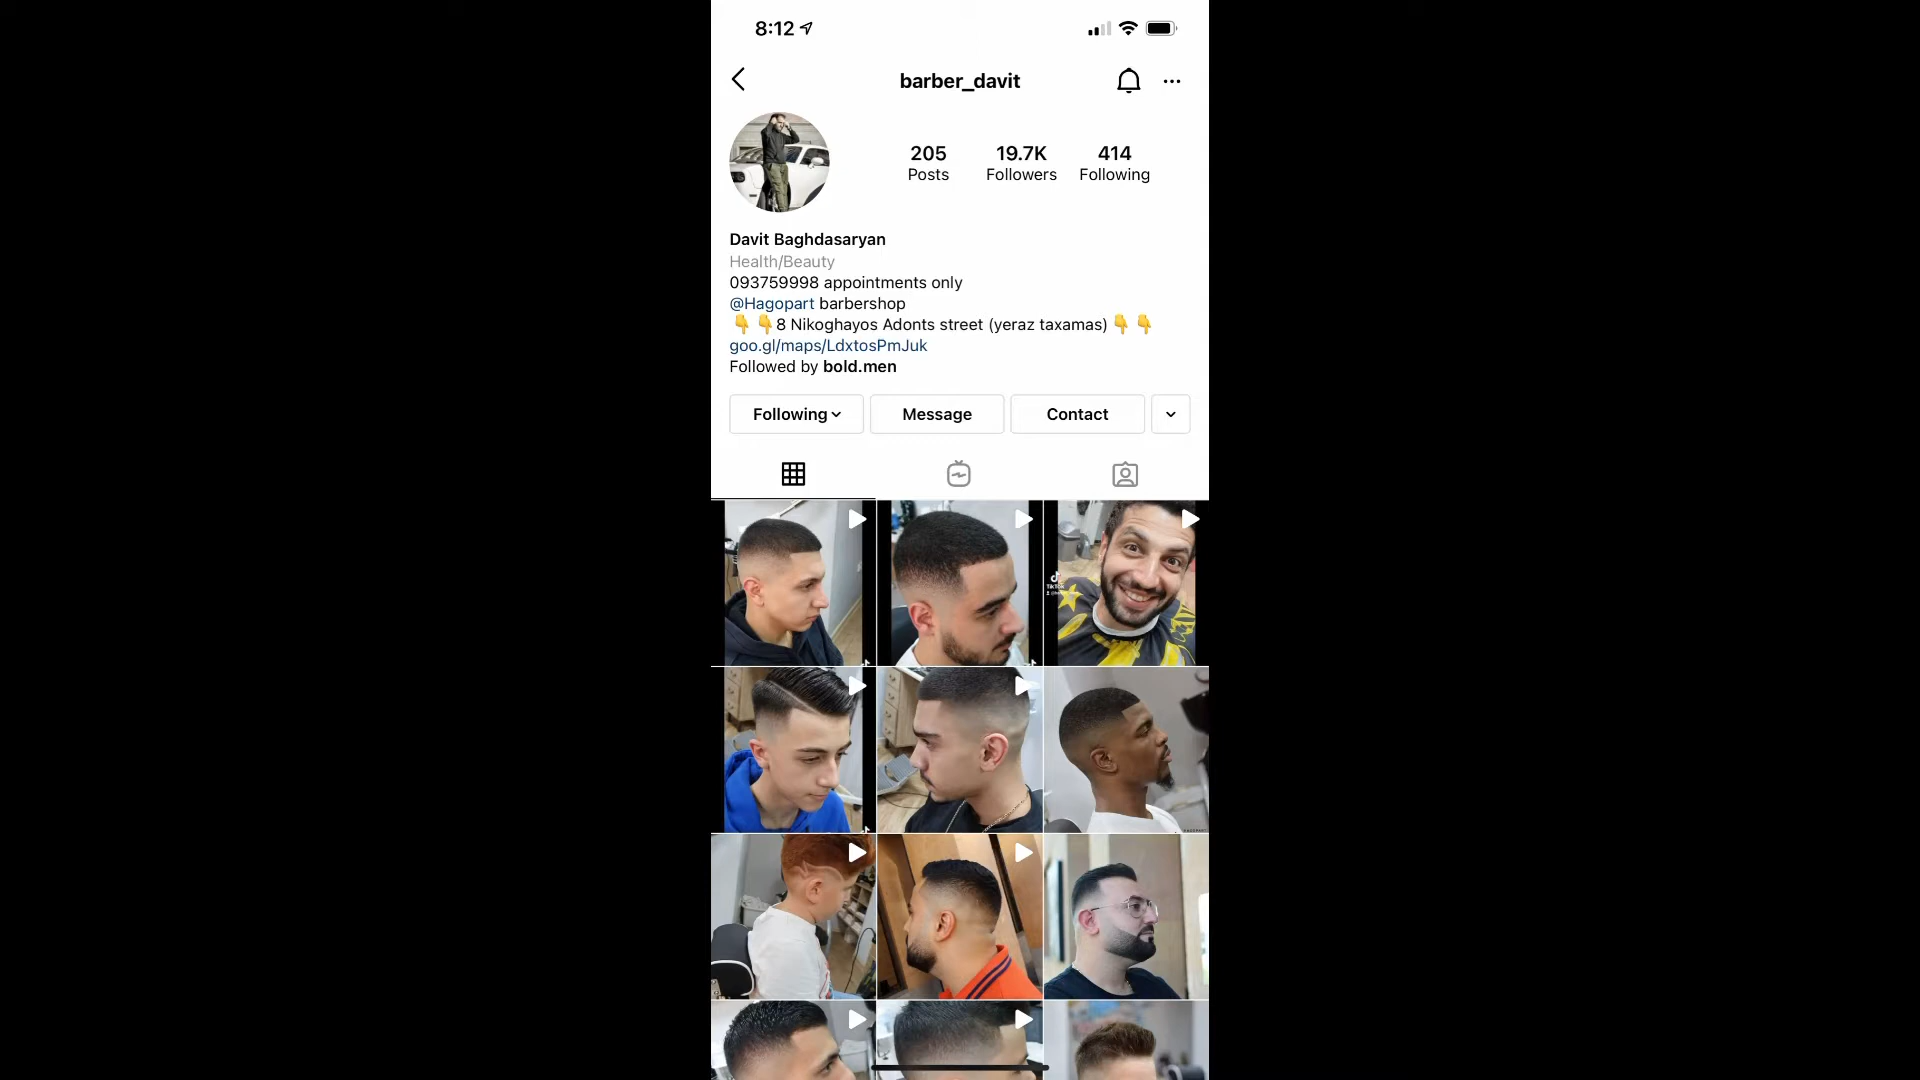 8:12
barber_davit
205 19.7K 414
Posts Followers Following
Davit Baghdasaryan
Health/Beauty
093759998 appointments only
@Hagopart barbershop
👇 👇8 Nikoghayos Adonts street (yeraz taxamas) 👇 👇
goo.gl/maps/LdxtosPmJuk
Followed by bold.men
Following Message Contact
TikTok